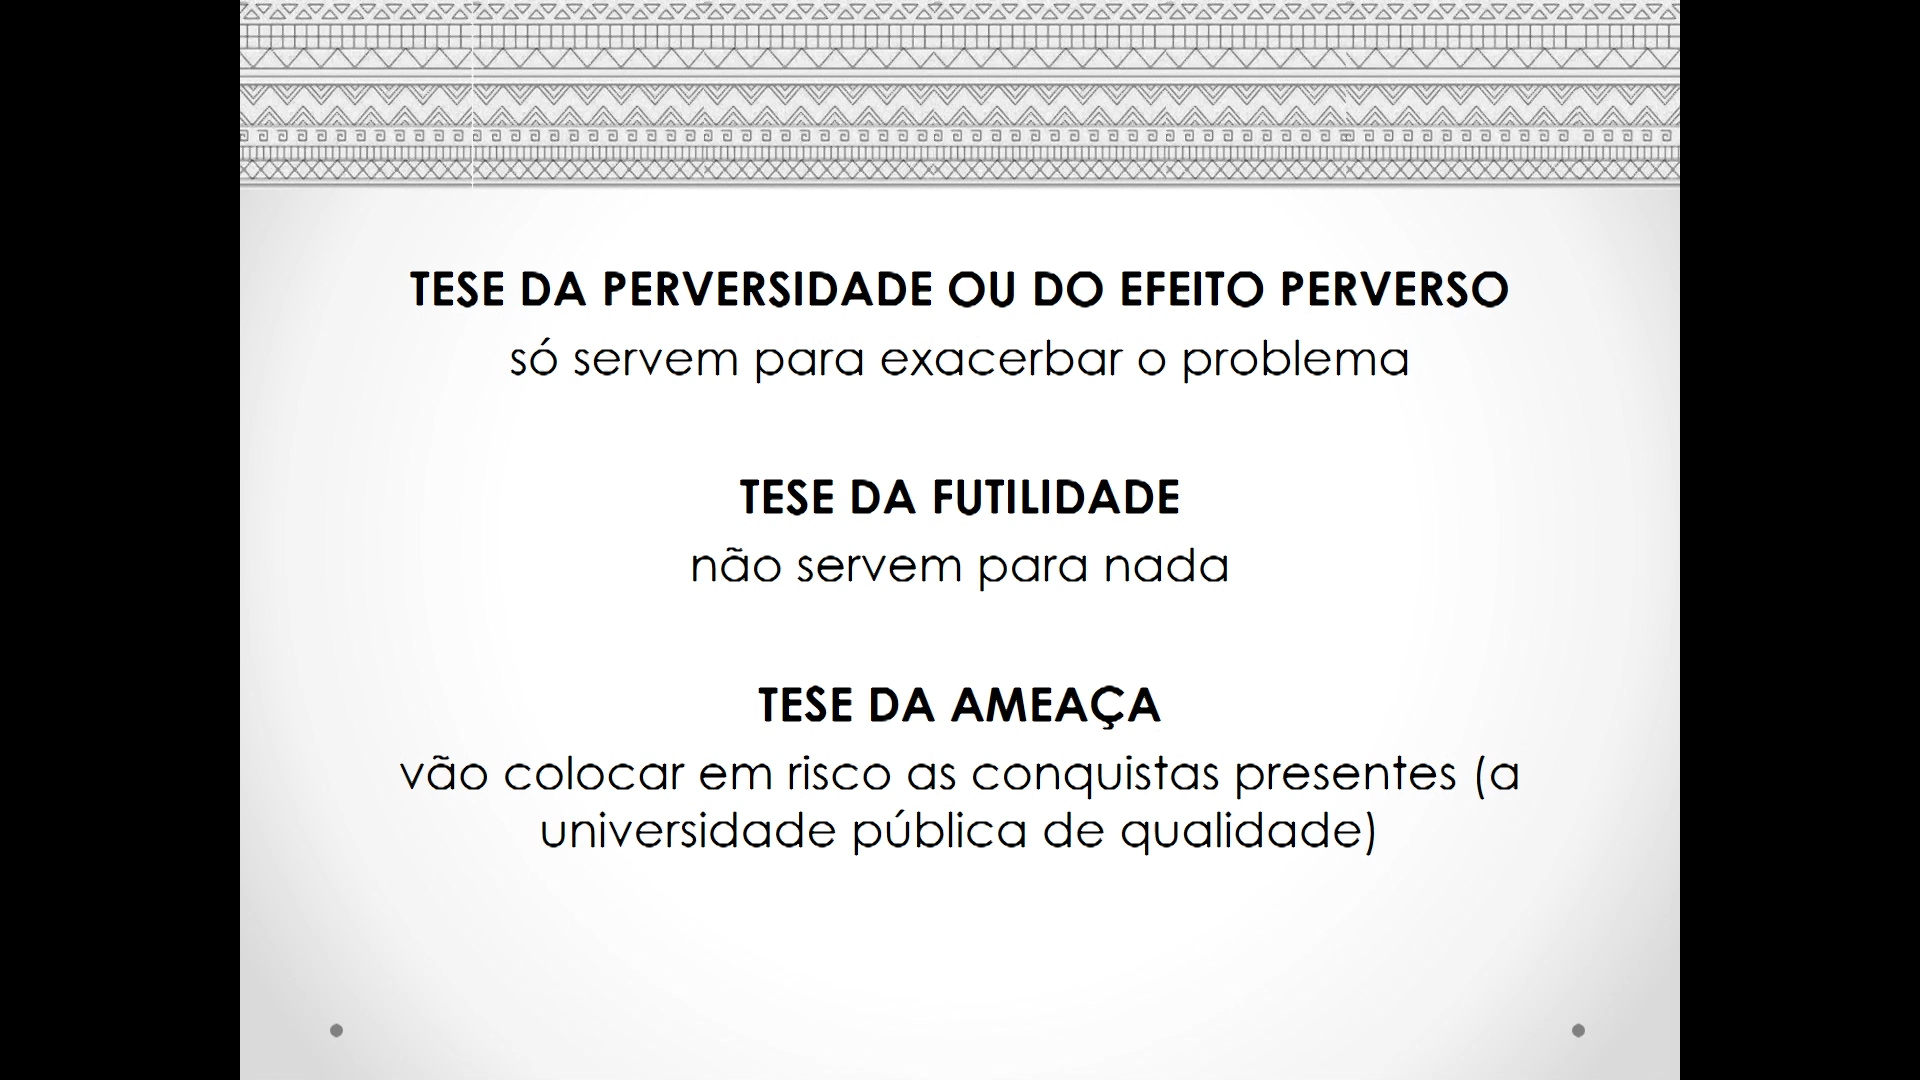 TESE DA PERVERSIDADE OU DO EFEITO PERVERSO
só servem para exacerbar o problema
TESE DA FUTILIDADE
não servem para nada
TESE DA AMEAÇA
vão colocar em risco as conquistas presentes (a
universidade pública de qualidade)